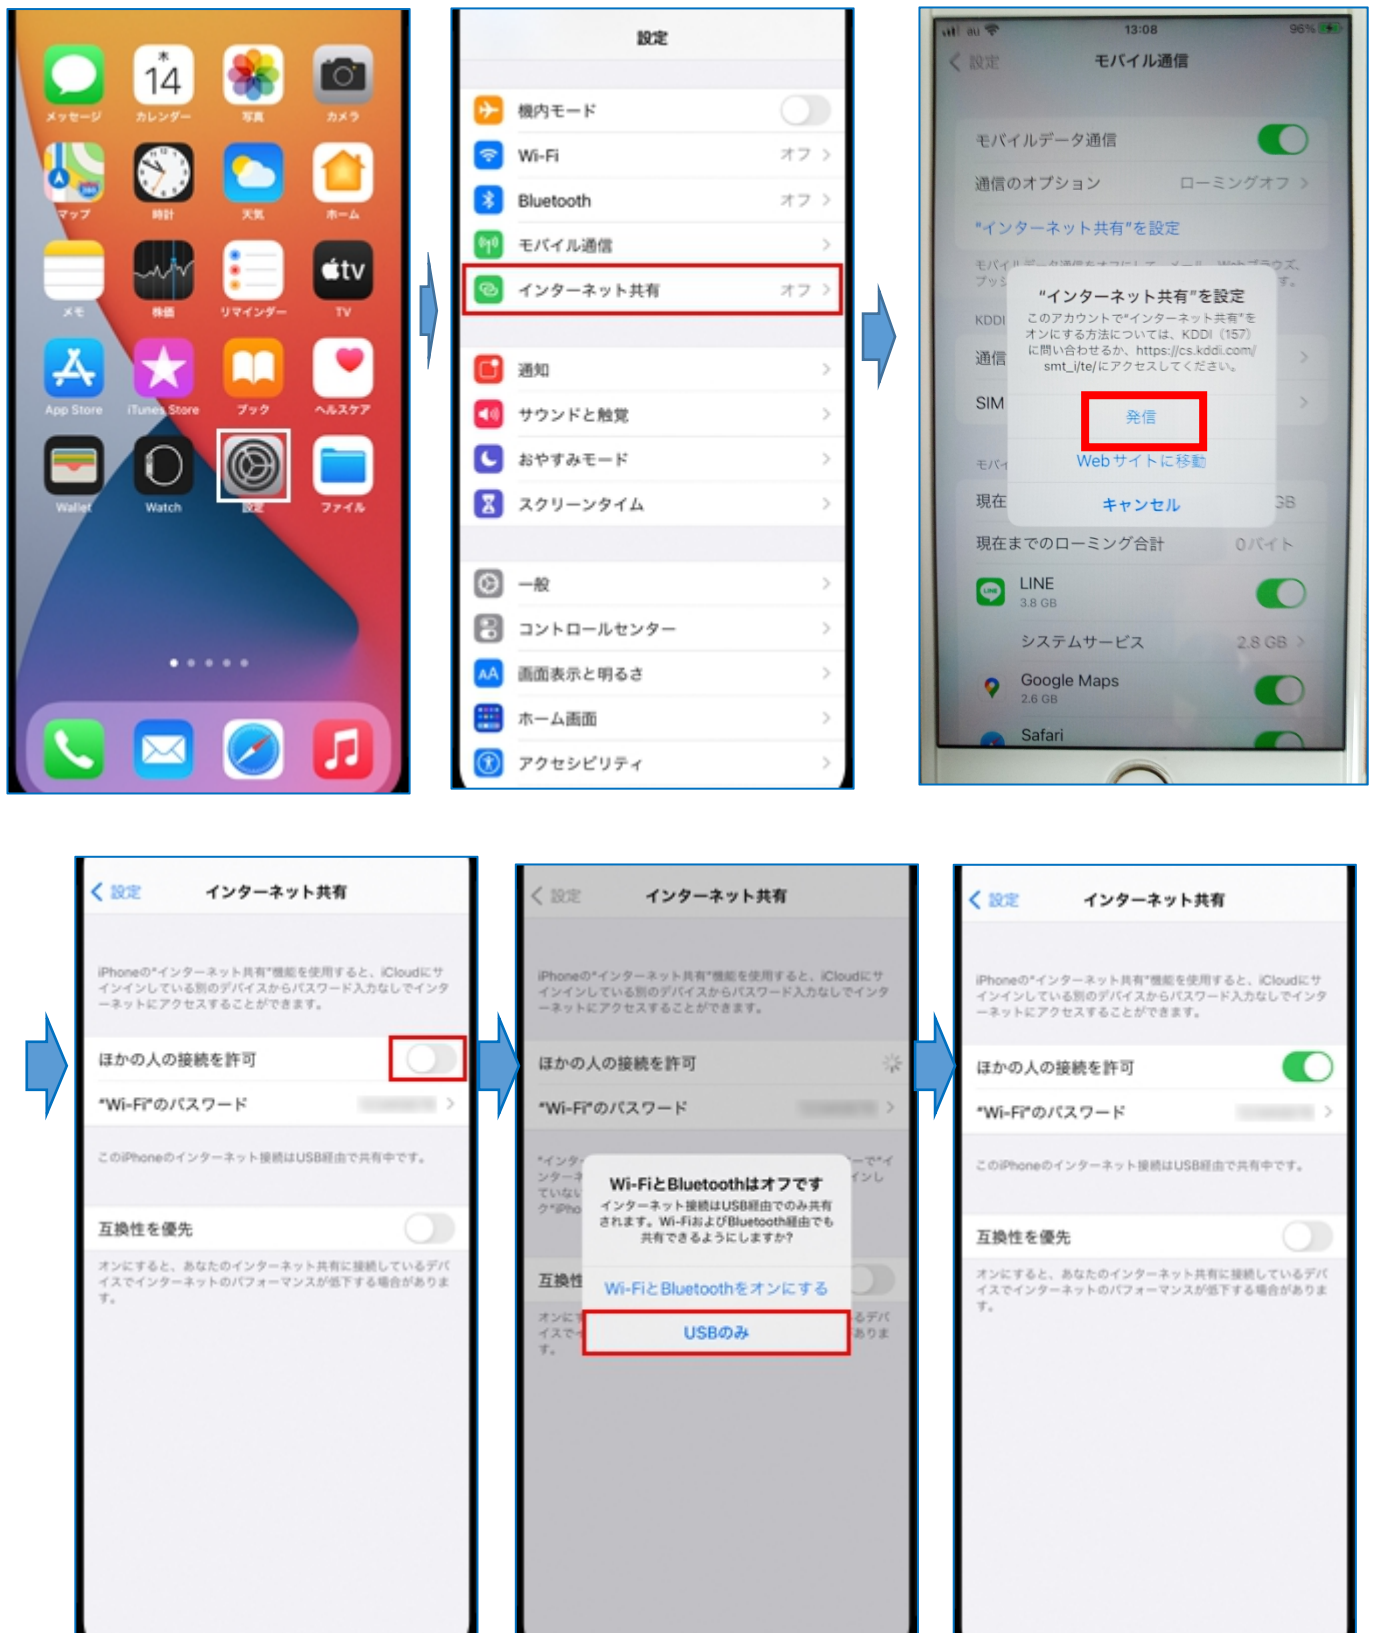 木
14
メッセージ
カレンダー
写真
カメラ
マップ
時計
天気
ホーム
tv
メモ
株価
リマインダー
TV
App Store
iTunes Store
ブック
ヘルスケア
Wallet
Watch
設定
ファイル
設定
機内モード
Wi-Fi
オフ
Bluetooth
オフ
モバイル通信
インターネット共有
オフ
通知
サウンドと触覚
おやすみモード
スクリーンタイム
一般
コントロールセンター
AA
画面表示と明るさ
ホーム画面
アクセシビリティ
au
13:08
96%
設定
モバイル通信
モバイルデータ通信
通信のオプション
ローミングオフ
"インターネット共有"を設定
"インターネット共有"を設定
このアカウントで"インターネット共有"を
オンにする方法については、KDDI（157）
に問い合わせるか、https://cs.kddi.com/
smt_i/te/にアクセスしてください。
発信
Webサイトに移動
キャンセル
KDDI
通信
SIM
現在
GB
現在までのローミング合計
0バイト
LINE
3.8 GB
システムサービス
2.8 GB
Google Maps
2.6 GB
Safari
設定
インターネット共有
iPhoneの"インターネット共有"機能を使用すると、iCloudにサ
インインしている別のデバイスからパスワード入力なしでインタ
ーネットにアクセスすることができます。
ほかの人の接続を許可
"Wi-Fi"のパスワード
このiPhoneのインターネット接続はUSB経由で共有中です。
互換性を優先
オンにすると、あなたのインターネット共有に接続しているデバ
イスでインターネットのパフォーマンスが低下する場合がありま
す。
設定
インターネット共有
iPhoneの"インターネット共有"機能を使用すると、iCloudにサ
インインしている別のデバイスからパスワード入力なしでインタ
ーネットにアクセスすることができます。
ほかの人の接続を許可
"Wi-Fi"のパスワード
Wi-FiとBluetoothはオフです
インターネット接続はUSB経由でのみ共有
されます。Wi-FiおよびBluetooth経由でも
共有できるようにしますか?
Wi-FiとBluetoothをオンにする
USBのみ
互換性
す。
設定
インターネット共有
iPhoneの"インターネット共有"機能を使用すると、iCloudにサ
インインしている別のデバイスからパスワード入力なしでインタ
ーネットにアクセスすることができます。
ほかの人の接続を許可
"Wi-Fi"のパスワード
このiPhoneのインターネット接続はUSB経由で共有中です。
互換性を優先
オンにすると、あなたのインターネット共有に接続しているデバ
イスでインターネットのパフォーマンスが低下する場合がありま
す。